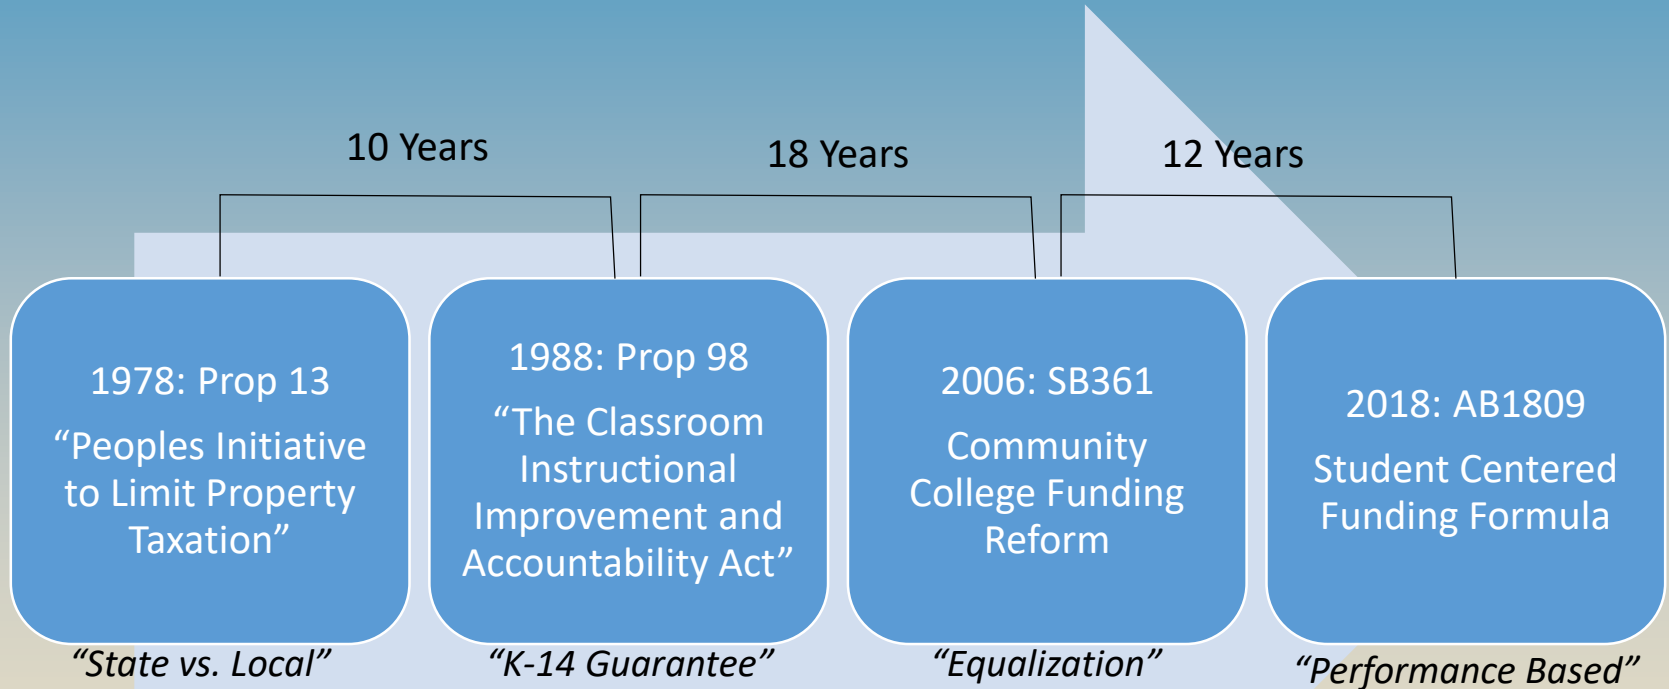 10 Years
18 Years
12 Years
1978: Prop 13
“Peoples Initiative
to Limit Property
Taxation”
1988: Prop 98
“The Classroom
Instructional
Improvement and
Accountability Act”
2006: SB361
Community
College Funding
Reform
2018: AB1809
Student Centered
Funding Formula
“State vs. Local”
“K-14 Guarantee”
“Equalization”
“Performance Based”